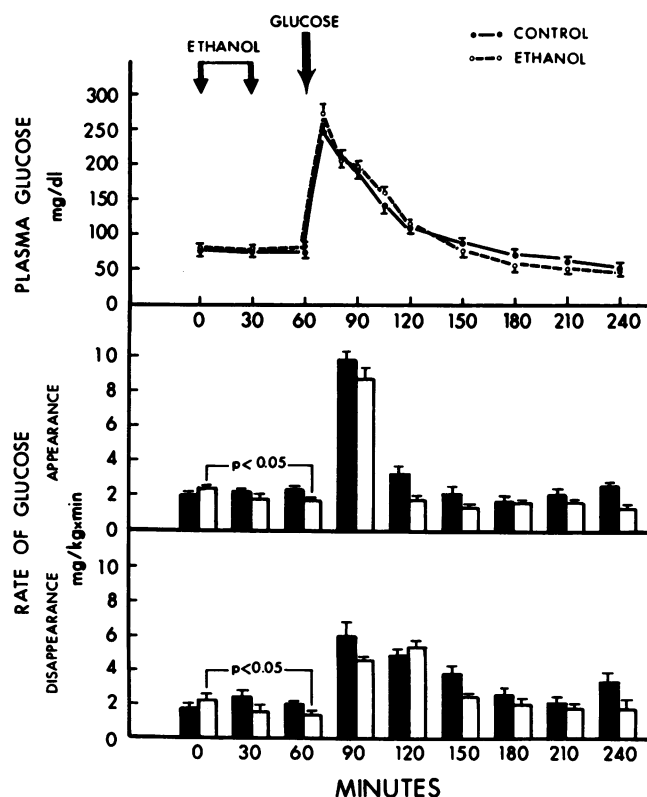 GLUCOSE
ETHANOL
CONTROL
ETHANOL
PLASMA GLUCOSE
mg/dl
300
250
200
150
100
50
0
0 30 60 90 120 150 180 210 240
RATE OF GLUCOSE
mg/kg×min
APPEARANCE
10
8
6
4
2
0
p<0.05
DISAPPEARANCE
10
8
6
4
2
0
p<0.05
0 30 60 90 120 150 180 210 240
MINUTES